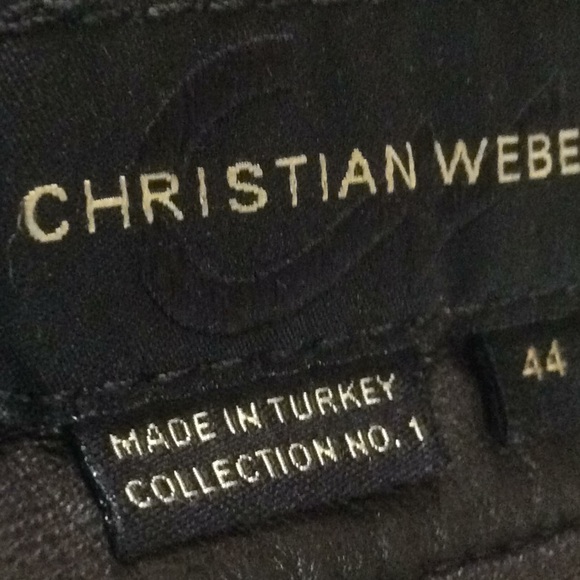 CHRISTIAN WEBE
44
MADE IN TURKEY
COLLECTION NO. 1